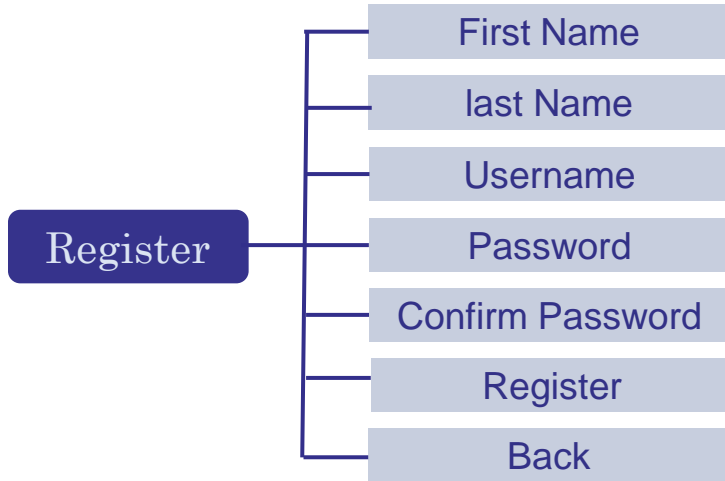 First Name
last Name
Username
Register
Password
Confirm Password
Register
Back